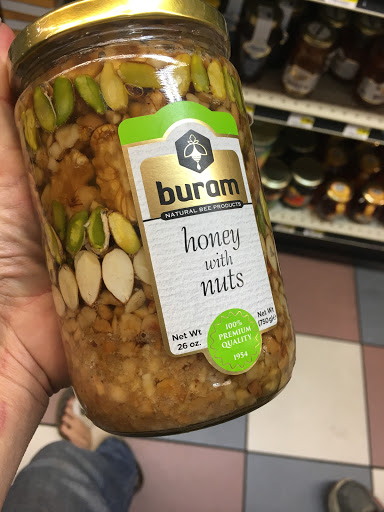 buram
NATURAL BEE PRODUCTS
honey
with
nuts
Net Wt
26 oz.
Net Wt
(750g)℮
100%
PREMIUM
QUALITY
1954